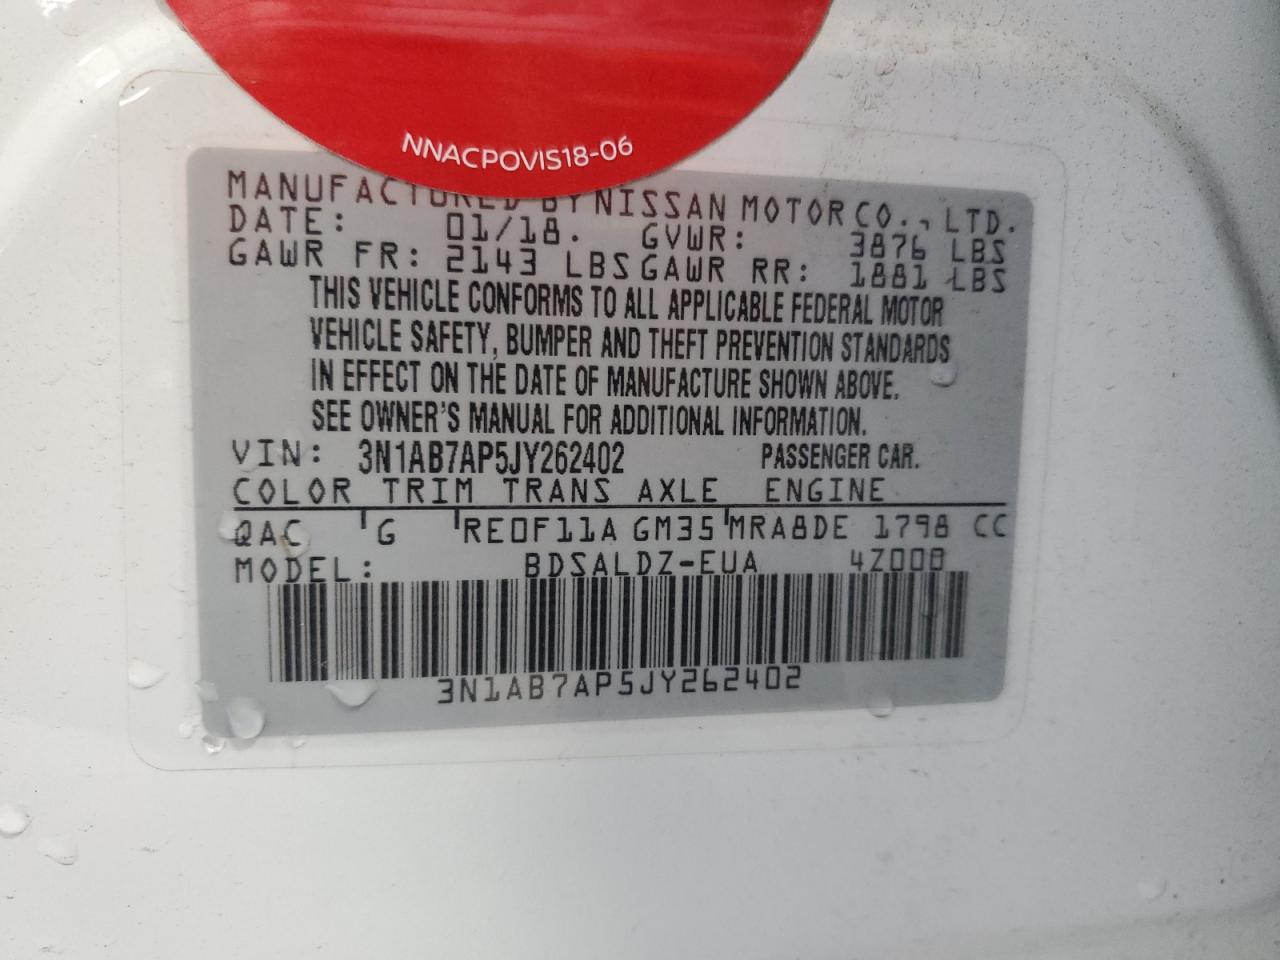 NNACPOVIS18-06
MANUFACTURED BY NISSAN MOTOR CO., LTD.
DATE: 01/18. GVWR: 3876 LBS
GAWR FR: 2143 LBS GAWR RR: 1881 LBS
THIS VEHICLE CONFORMS TO ALL APPLICABLE FEDERAL MOTOR
VEHICLE SAFETY, BUMPER AND THEFT PREVENTION STANDARDS
IN EFFECT ON THE DATE OF MANUFACTURE SHOWN ABOVE.
SEE OWNER'S MANUAL FOR ADDITIONAL INFORMATION.
VIN: 3N1AB7AP5JY262402 PASSENGER CAR.
COLOR TRIM TRANS AXLE ENGINE
QAC G RE0F11A GM35 MRA8DE 1798 CC
MODEL: BDSALDZ-EUA 4Z008
3N1AB7AP5JY262402